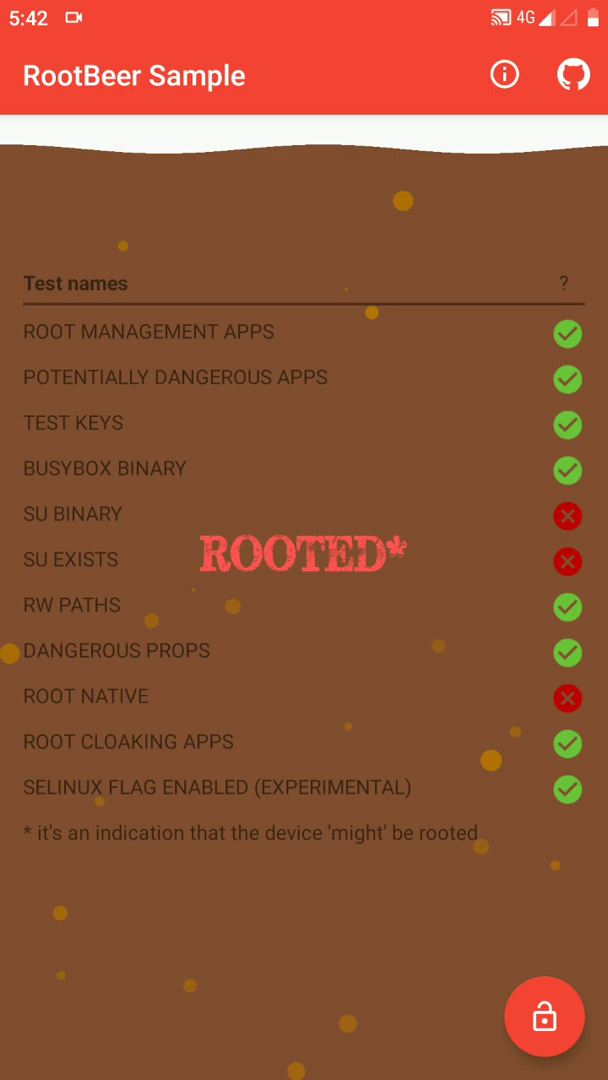 5:42 4G
RootBeer Sample
Test names ?
ROOT MANAGEMENT APPS
POTENTIALLY DANGEROUS APPS
TEST KEYS
BUSYBOX BINARY
SU BINARY
ROOTED*
SU EXISTS
RW PATHS
DANGEROUS PROPS
ROOT NATIVE
ROOT CLOAKING APPS
SELINUX FLAG ENABLED (EXPERIMENTAL)
* it's an indication that the device 'might' be rooted